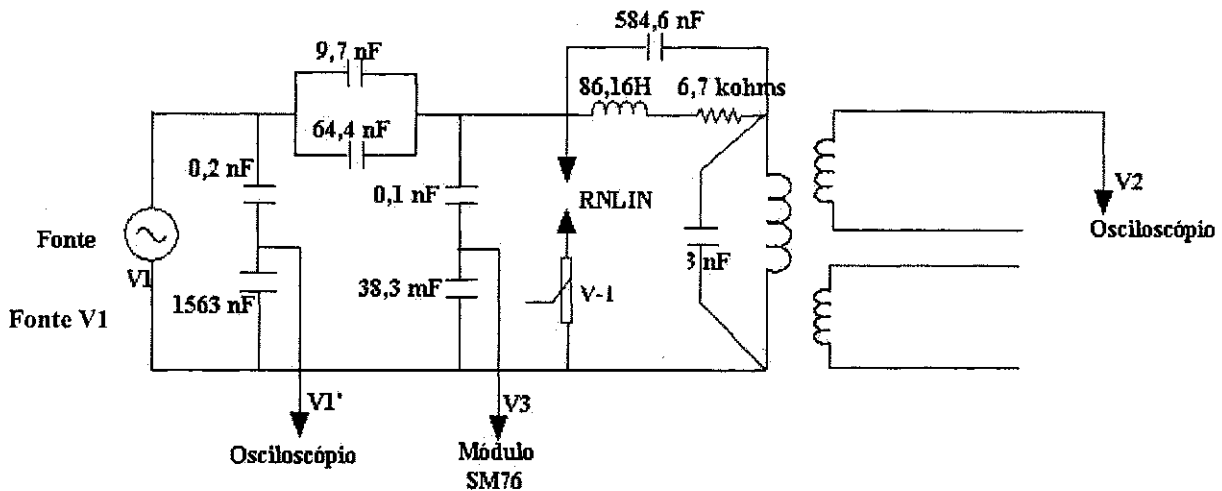 584,6 nF
9,7 nF
86,16H
6,7 kohms
64,4 nF
0,2 nF
0,1 nF
RNLIN
V2
Osciloscópio
Fonte
V1
3 nF
1563 nF
38,3 mF
V-1
Fonte V1
V1'
V3
Osciloscópio
Módulo
SM76